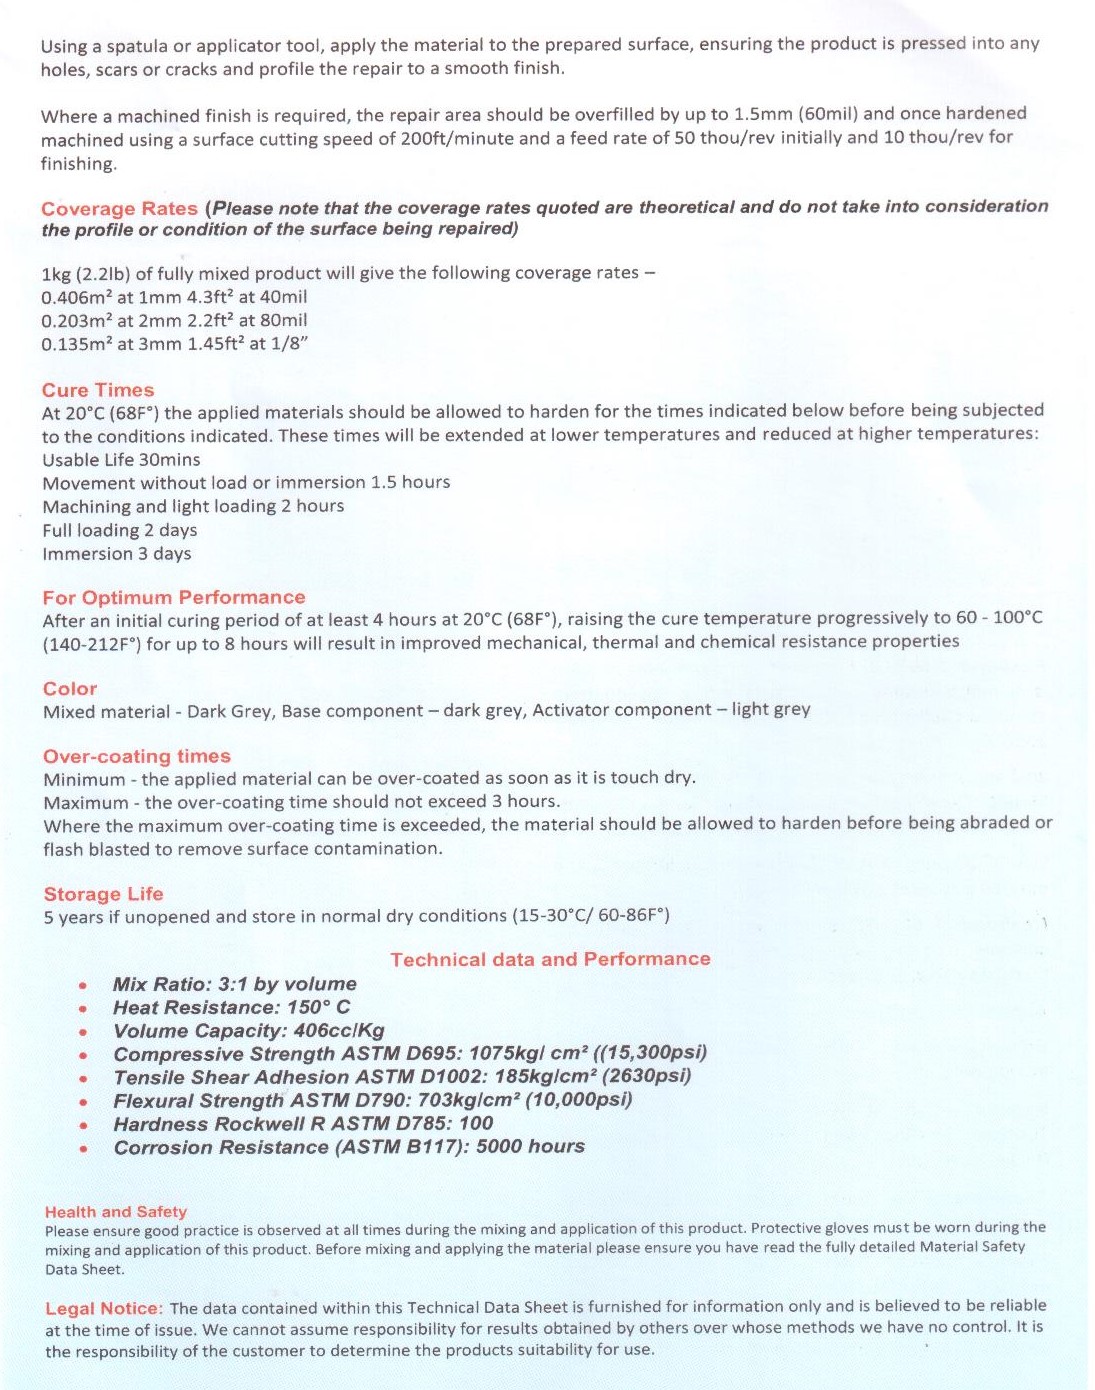 Using a spatula or applicator tool, apply the material to the prepared surface, ensuring the product is pressed into any
holes, scars or cracks and profile the repair to a smooth finish.
Where a machined finish is required, the repair area should be overfilled by up to 1.5mm (60mil) and once hardened
machined using a surface cutting speed of 200ft/minute and a feed rate of 50 thou/rev initially and 10 thou/rev for
finishing.
Coverage Rates (Please note that the coverage rates quoted are theoretical and do not take into consideration
the profile or condition of the surface being repaired)
1kg (2.2lb) of fully mixed product will give the following coverage rates –
0.406m² at 1mm 4.3ft² at 40mil
0.203m² at 2mm 2.2ft² at 80mil
0.135m² at 3mm 1.45ft² at 1/8”
Cure Times
At 20°C (68F°) the applied materials should be allowed to harden for the times indicated below before being subjected
to the conditions indicated. These times will be extended at lower temperatures and reduced at higher temperatures:
Usable Life 30mins
Movement without load or immersion 1.5 hours
Machining and light loading 2 hours
Full loading 2 days
Immersion 3 days
For Optimum Performance
After an initial curing period of at least 4 hours at 20°C (68F°), raising the cure temperature progressively to 60 - 100°C
(140-212F°) for up to 8 hours will result in improved mechanical, thermal and chemical resistance properties
Color
Mixed material - Dark Grey, Base component – dark grey, Activator component – light grey
Over-coating times
Minimum - the applied material can be over-coated as soon as it is touch dry.
Maximum - the over-coating time should not exceed 3 hours.
Where the maximum over-coating time is exceeded, the material should be allowed to harden before being abraded or
flash blasted to remove surface contamination.
Storage Life
5 years if unopened and store in normal dry conditions (15-30°C/ 60-86F°)
Technical data and Performance
• Mix Ratio: 3:1 by volume
• Heat Resistance: 150° C
• Volume Capacity: 406cc/Kg
• Compressive Strength ASTM D695: 1075kg/ cm² ((15,300psi)
• Tensile Shear Adhesion ASTM D1002: 185kg/cm² (2630psi)
• Flexural Strength ASTM D790: 703kg/cm² (10,000psi)
• Hardness Rockwell R ASTM D785: 100
• Corrosion Resistance (ASTM B117): 5000 hours
Health and Safety
Please ensure good practice is observed at all times during the mixing and application of this product. Protective gloves must be worn during the
mixing and application of this product. Before mixing and applying the material please ensure you have read the fully detailed Material Safety
Data Sheet.
Legal Notice: The data contained within this Technical Data Sheet is furnished for information only and is believed to be reliable
at the time of issue. We cannot assume responsibility for results obtained by others over whose methods we have no control. It is
the responsibility of the customer to determine the products suitability for use.